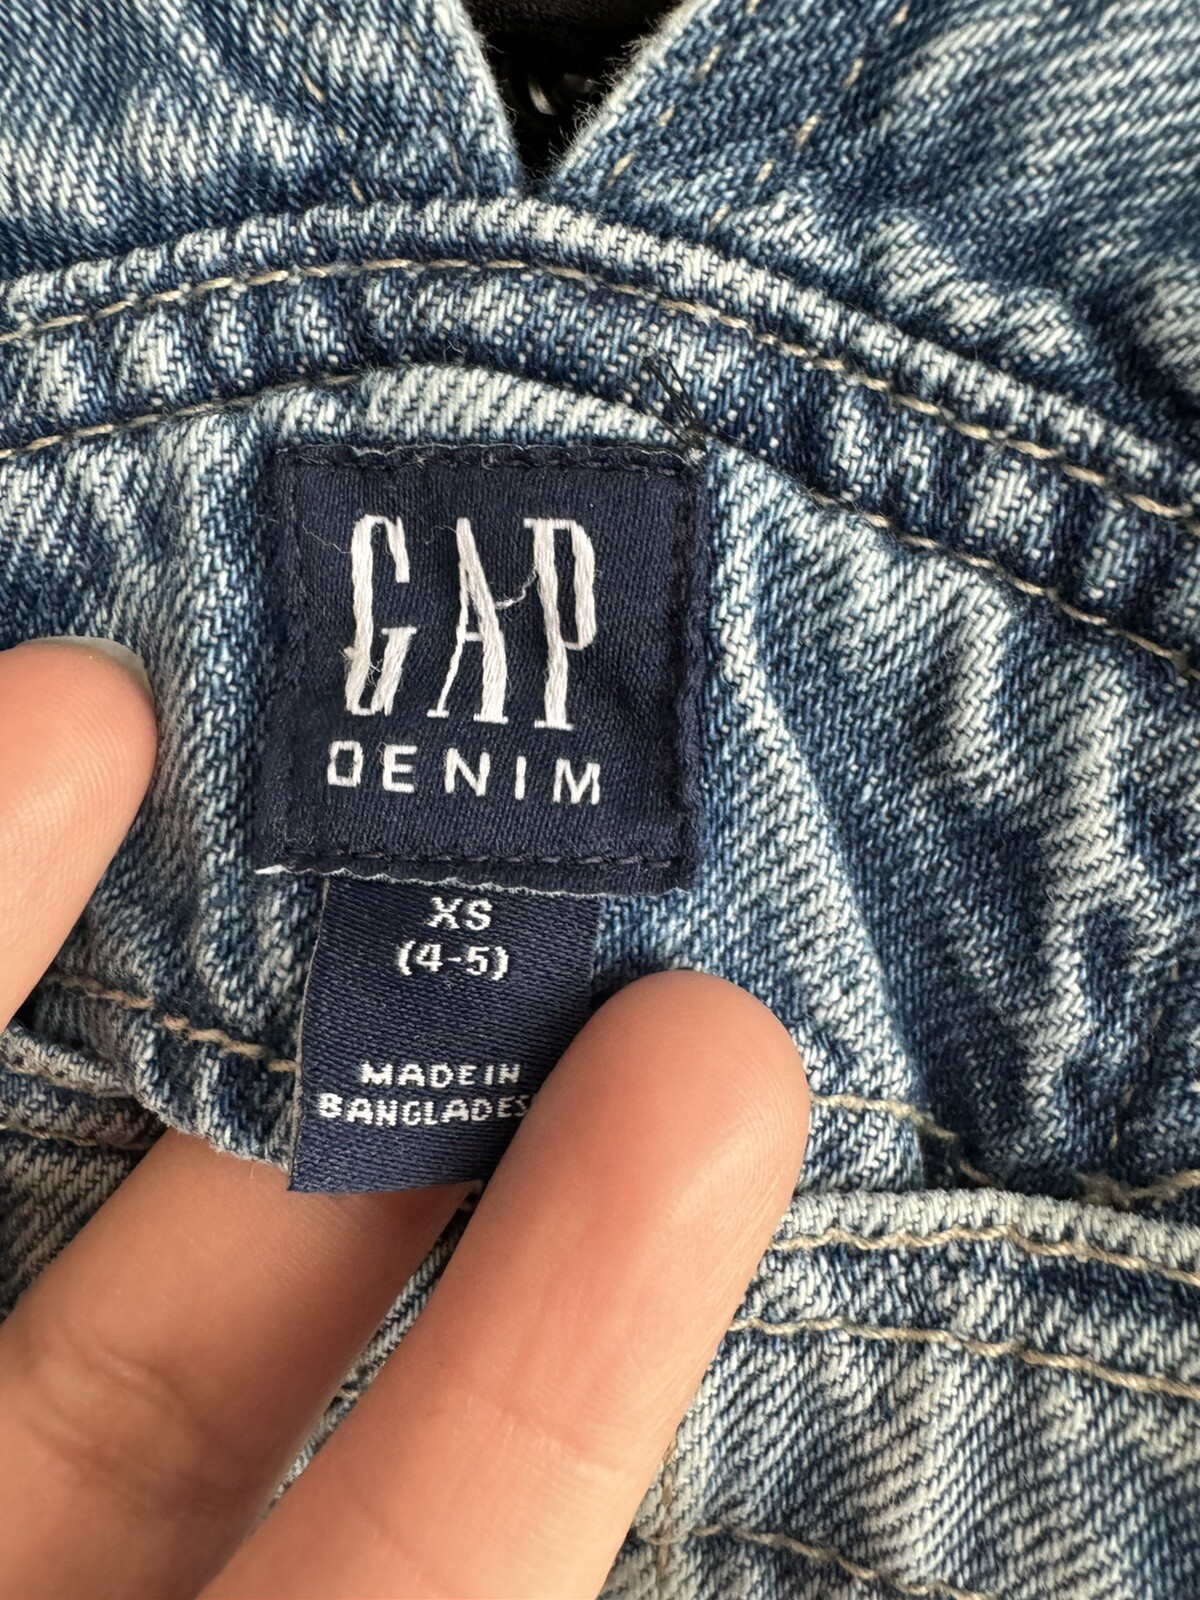 GAP
DENIM
XS
(4-5)
MADE IN
BANGLADES